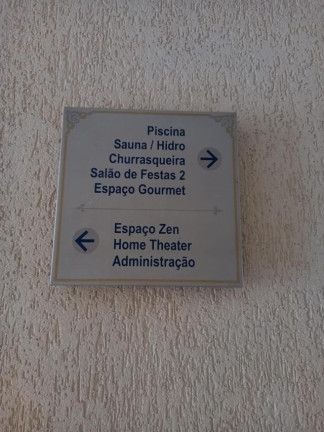 Piscina
Sauna / Hidro
Churrasqueira
Salão de Festas 2
Espaço Gourmet
Espaço Zen
Home Theater
Administração